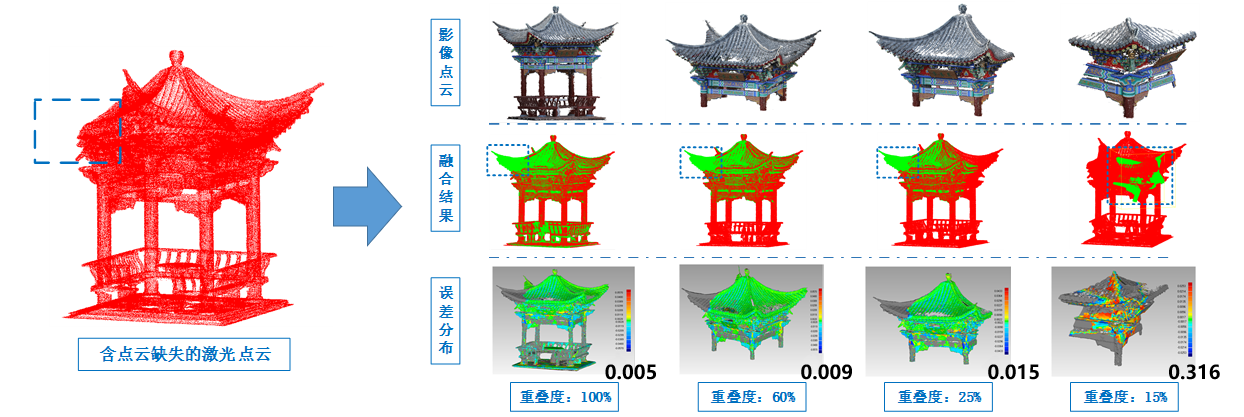 影像点云
融合结果
误差分布
含点云缺失的激光点云
0.005
0.009
0.015
0.316
重叠度：100%
重叠度：60%
重叠度：25%
重叠度：15%